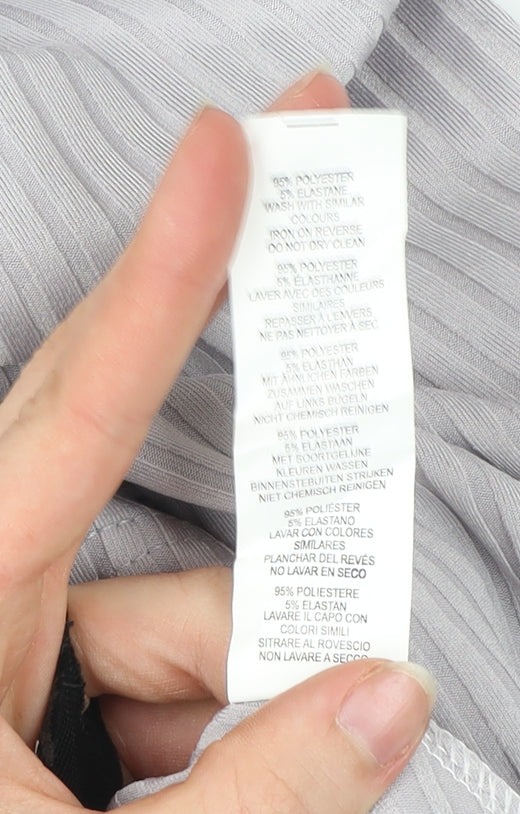 95% POLYESTER
5% ELASTANE
WASH WITH SIMILAR
COLOURS
IRON ON REVERSE
DO NOT DRY CLEAN
95% POLYESTER
5% ÉLASTHANNE
LAVER AVEC DES COULEURS
SIMILAIRES
REPASSER À L'ENVERS
NE PAS NETTOYER À SEC
95% POLYESTER
5% ELASTHAN
MIT ÄHNLICHEN FARBEN
ZUSAMMEN WASCHEN
AUF LINKS BÜGELN
NICHT CHEMISCH REINIGEN
95% POLYESTER
5% ELASTAAN
MET SOORTGELIJKE
KLEUREN WASSEN
BINNENSTEBUITEN STRIJKEN
NIET CHEMISCH REINIGEN
95% POLIÉSTER
5% ELASTANO
LAVAR CON COLORES
SIMILARES
PLANCHAR DEL REVÉS
NO LAVAR EN SECO
95% POLIESTERE
5% ELASTAN
LAVARE IL CAPO CON
COLORI SIMILI
SITRARE AL ROVESCIO
NON LAVARE A SECCO